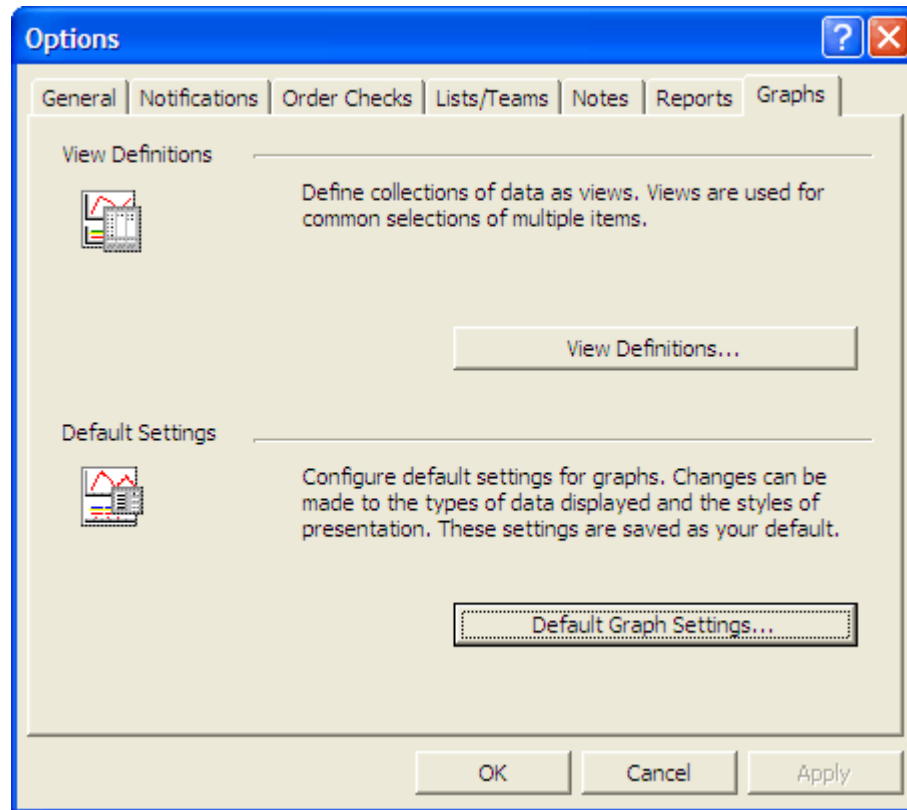 Options
General Notifications Order Checks Lists/Teams Notes Reports Graphs
View Definitions
Define collections of data as views. Views are used for
common selections of multiple items.
View Definitions...
Default Settings
Configure default settings for graphs. Changes can be
made to the types of data displayed and the styles of
presentation. These settings are saved as your default.
Default Graph Settings...
OK Cancel Apply